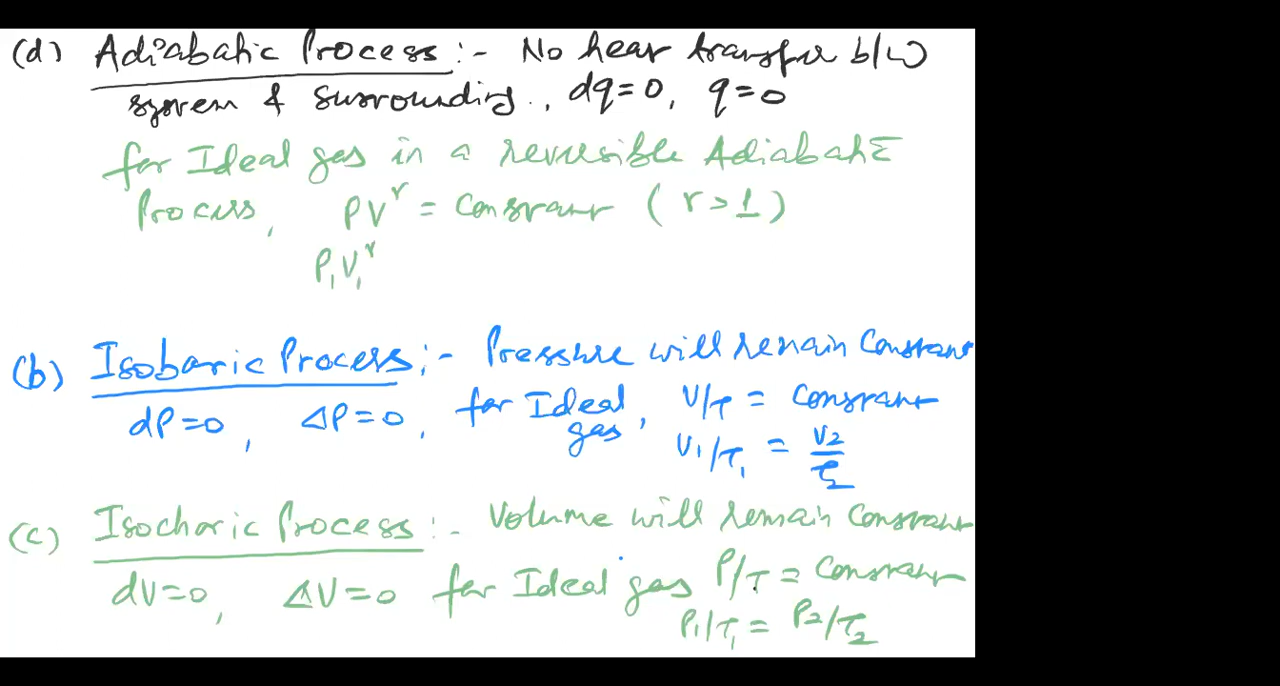 (d) Adiabatic Process :- No heat transfer b/w
system & surrounding, dq=0, q=0
for Ideal gas in a reversible Adiabatic
Process, PV^γ = Constant (γ>1)
P₁V₁^γ
(b) Isobaric Process :- Pressure will remain Constant
dP=0, ΔP=0, for Ideal gas, V/T = Constant
V₁/T₁ = V₂/T₂
(c) Isochoric Process :- Volume will remain Constant
dV=0, ΔV=0 for Ideal gas P/T = Constant
P₁/T₁ = P₂/T₂